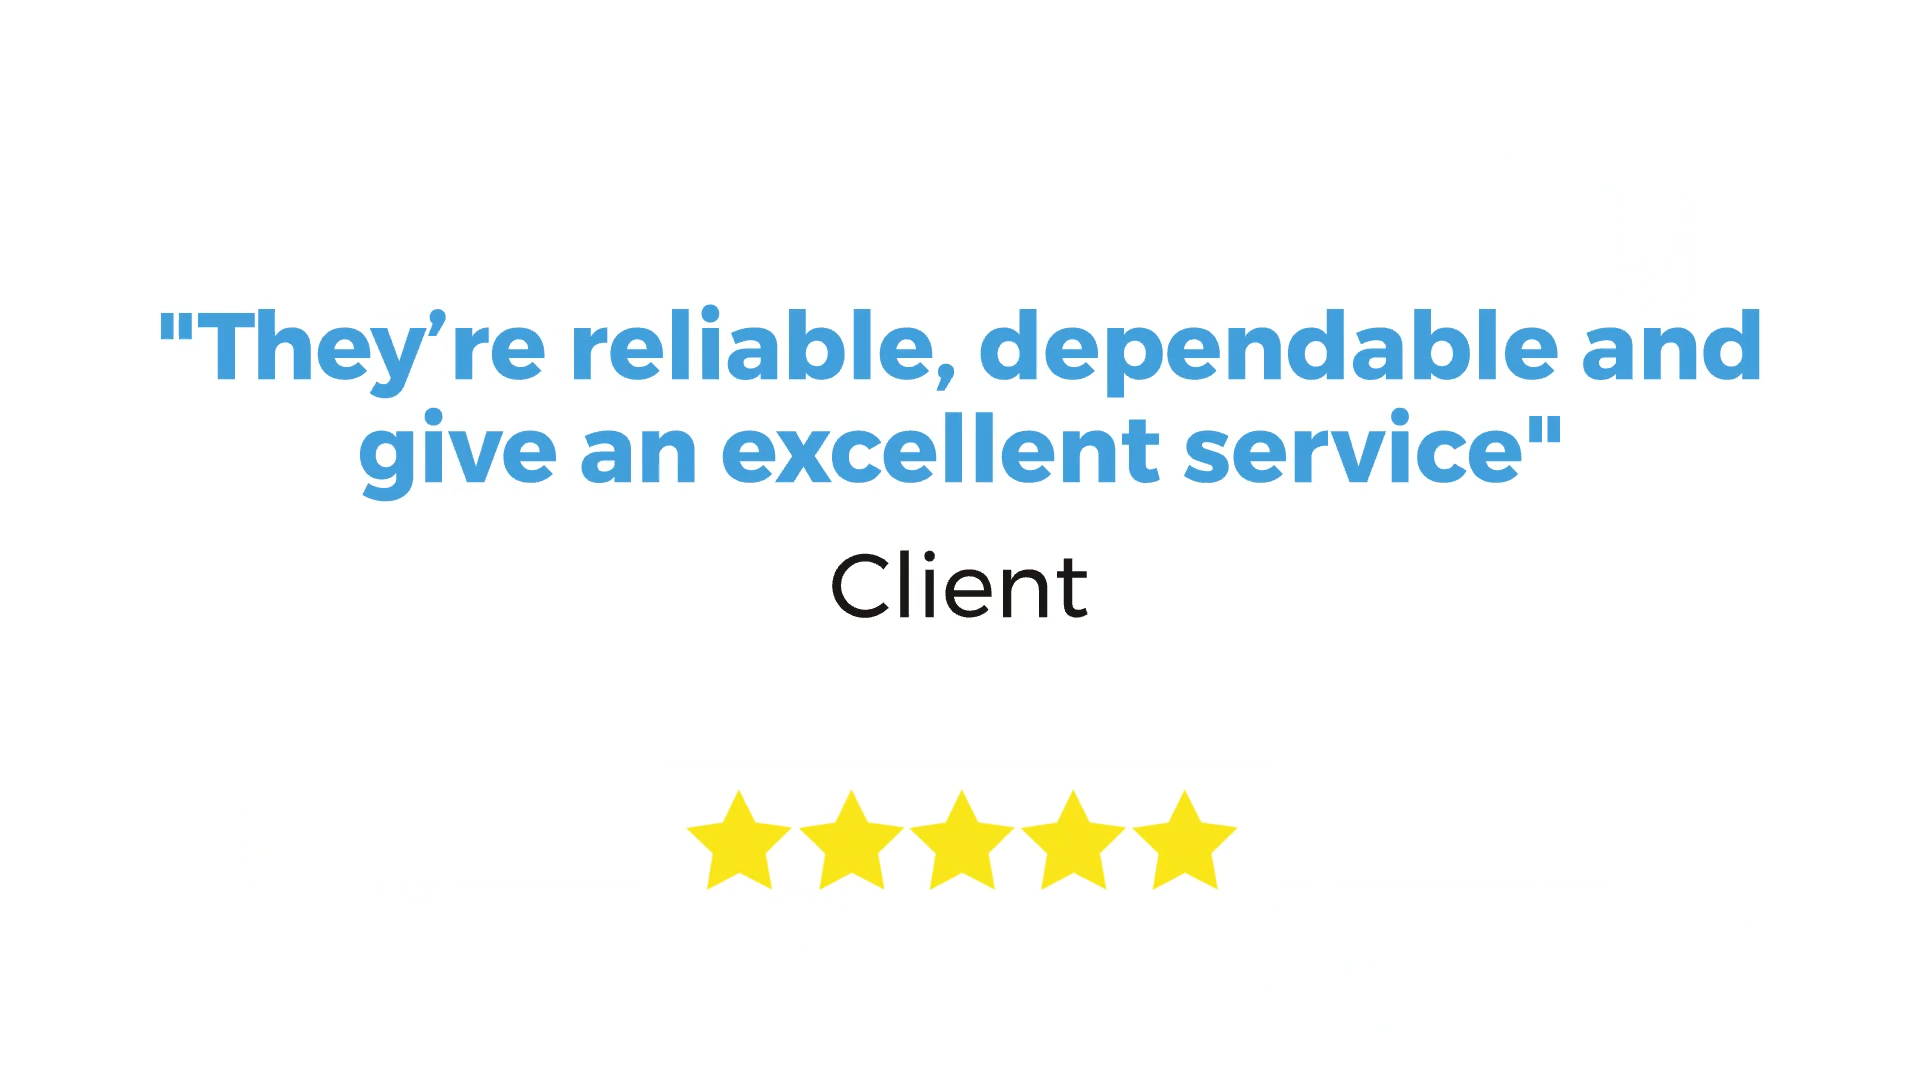 "They’re reliable, dependable and
give an excellent service"
Client